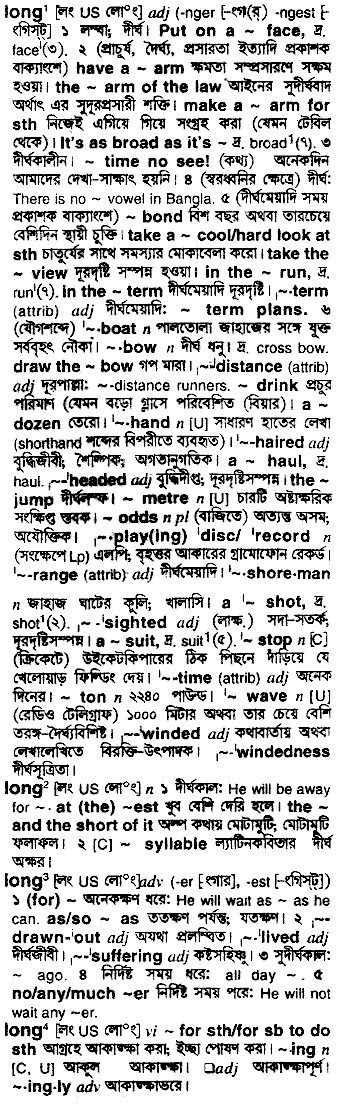 long¹ [লং US লোºং] adj (-nger [-ংগ(র্) -ngest [-
ংগিসট্] ১ লম্বা; দীর্ঘ। Put on a ~ face, দ্র.
face¹(৩). ২ (প্রাচুর্য, দৈর্ঘ্য, প্রসারতা ইত্যাদি প্রকাশক
বাক্যাংশে) have a ~ arm ক্ষমতা সম্প্রসারণে সক্ষম
হওয়া। the ~ arm of the law আইনের সুদীর্ঘবাদ
অর্থাৎ এর সুদূরপ্রসারী শক্তি। make a ~ arm for
sth নিজেই এগিয়ে গিয়ে সংগ্রহ করা (যেমন টেবিল
থেকে)। It's as broad as it's ~ দ্র. broad¹(৭). ৩
দীর্ঘকালীন। ~ time no see! (কথ্য) অনেকদিন
আমাদের দেখা-সাক্ষাৎ হয়নি। ৪ (স্বরধ্বনির ক্ষেত্রে) দীর্ঘ:
There is no ~ vowel in Bangla. ৫ (দীর্ঘমেয়াদি সময়
প্রকাশক বাক্যাংশে) ~ bond বিশ বছর অথবা তারচেয়ে
বেশিদিন স্থায়ী চুক্তি। take a ~ cool/hard look at
sth চাতুর্যের সাথে সমস্যার মোকাবেলা করো। take the
~ view দূরদৃষ্টি সম্পন্ন হওয়া। in the ~ run, দ্র.
run¹(৭). in the ~ term দীর্ঘমেয়াদি দূরদৃষ্টি। ˌ~-term
(attrib) adj দীর্ঘমেয়াদি: ~ term plans. ৬
(যৌগশব্দে) ˈ~-boat n পালতোলা জাহাজের সঙ্গে যুক্ত
সর্ববৃহৎ নৌকা। ~-bow n দীর্ঘ ধনু। দ্র. cross bow.
draw the ~ bow গপ মারা। ˌ~-ˈdistance (attrib)
adj দূরপাল্লা: ~-distance runners. ~ drink প্রচুর
পরিমাণ (যেমন বড়ো গ্লাসে পরিবেশিত (বিয়ার)। a ~
dozen তেরো। ˈ~-hand n [U] সাধারণ হাতের লেখা
(shorthand শব্দের বিপরীতে ব্যবহৃত)। ˈ~-haired adj
বুদ্ধিজীবী; শৈল্পিক; অগতানুগতিক। a ~ haul, দ্র.
haul. ˌ~-ˈheaded adj বুদ্ধিদীপ্ত; দূরদৃষ্টিসম্পন্ন। the ~
jump দীর্ঘলম্ফ। ~ metre n [U] চারটি অষ্টাক্ষরিক
সংক্ষিপ্ত স্তবক। ~ odds n pl (বাজিতে) অত্যন্ত অসম;
অযৌক্তিক। ˌ~-play(ing) ˈdisc/ ˈrecord n
(সংক্ষেপে Lp) এলপি; বৃহত্তর আকারের গ্রামোফোন রেকর্ড।
ˈ~-range (attrib) adj দীর্ঘমেয়াদি। ˈ~-shore-man
n জাহাজ ঘাটের কুলি; খালাসি। a ˈ~ shot, দ্র.
shot¹(২). ˌ~-ˈsighted adj (লাক্ষ.) সদা-সতর্ক;
দূরদৃষ্টিসম্পন্ন। a ~ suit, দ্র. suit¹(৫). ˈ~ stop n [C]
(ক্রিকেটে) উইকেটকিপারের ঠিক পিছনে দাঁড়িয়ে যে
খেলোয়াড় ফিল্ডিং দেয়। ˈ~-time (attrib) adj অনেক
দিনের। ~ ton n ২২৪০ পাউন্ড। ˈ~ wave n [U]
(রেডিও টেলিগ্রাফ) ১০০০ মিটার অথবা তার চেয়ে বেশি
তরঙ্গ-দৈর্ঘ্যবিশিষ্ট। ˌ~-ˈwinded adj কথাবার্তায় অথবা
লেখালেখিতে বিরক্তি-উৎপাদক। ˌ~-ˈwindedness
দীর্ঘসূত্রিতা।
long² [লং US লোºং] n ১ দীর্ঘকাল: He will be away
for ~. at (the) ~est খুব বেশি দেরি হলে। the ~
and the short of it অল্প কথায় মোটামুটি; মোটামুটি
ফলাফল। ২ [C] ~ syllable ল্যাটিনকবিতার দীর্ঘ
অক্ষর।
long³ [লং US লোºং]adv (-er [-ংগার], -est [-ংগিসট্])
১ (for) ~ অনেকক্ষণ ধরে: He will wait as ~ as he
can. as/so ~ as ততক্ষণ পর্যন্ত; যতক্ষণ। ২ ˌ~-
drawn-ˈout adj অযথা প্রলম্বিত। ˌ~-ˈlived adj
দীর্ঘজীবী। ˌ~-ˈsuffering adj কষ্টসহিষ্ণু। ৩ সুদীর্ঘকাল:
~ ago. ৪ নির্দিষ্ট সময় ধরে: all day ~. ৫
no/any/much ~er নির্দিষ্ট সময় পরে: He will not
wait any ~er.
long⁴ [লং US লোºং] vi ~ for sth/for sb to do
sth আগ্রহে আকাঙ্ক্ষা করা; ইচ্ছা পোষণ করা। ~-ing n
[C, U] আকুল আকাঙ্ক্ষা। □adj আকাঙ্ক্ষাপূর্ণ।
~-ing-ly adv আকাঙ্ক্ষাভরে।